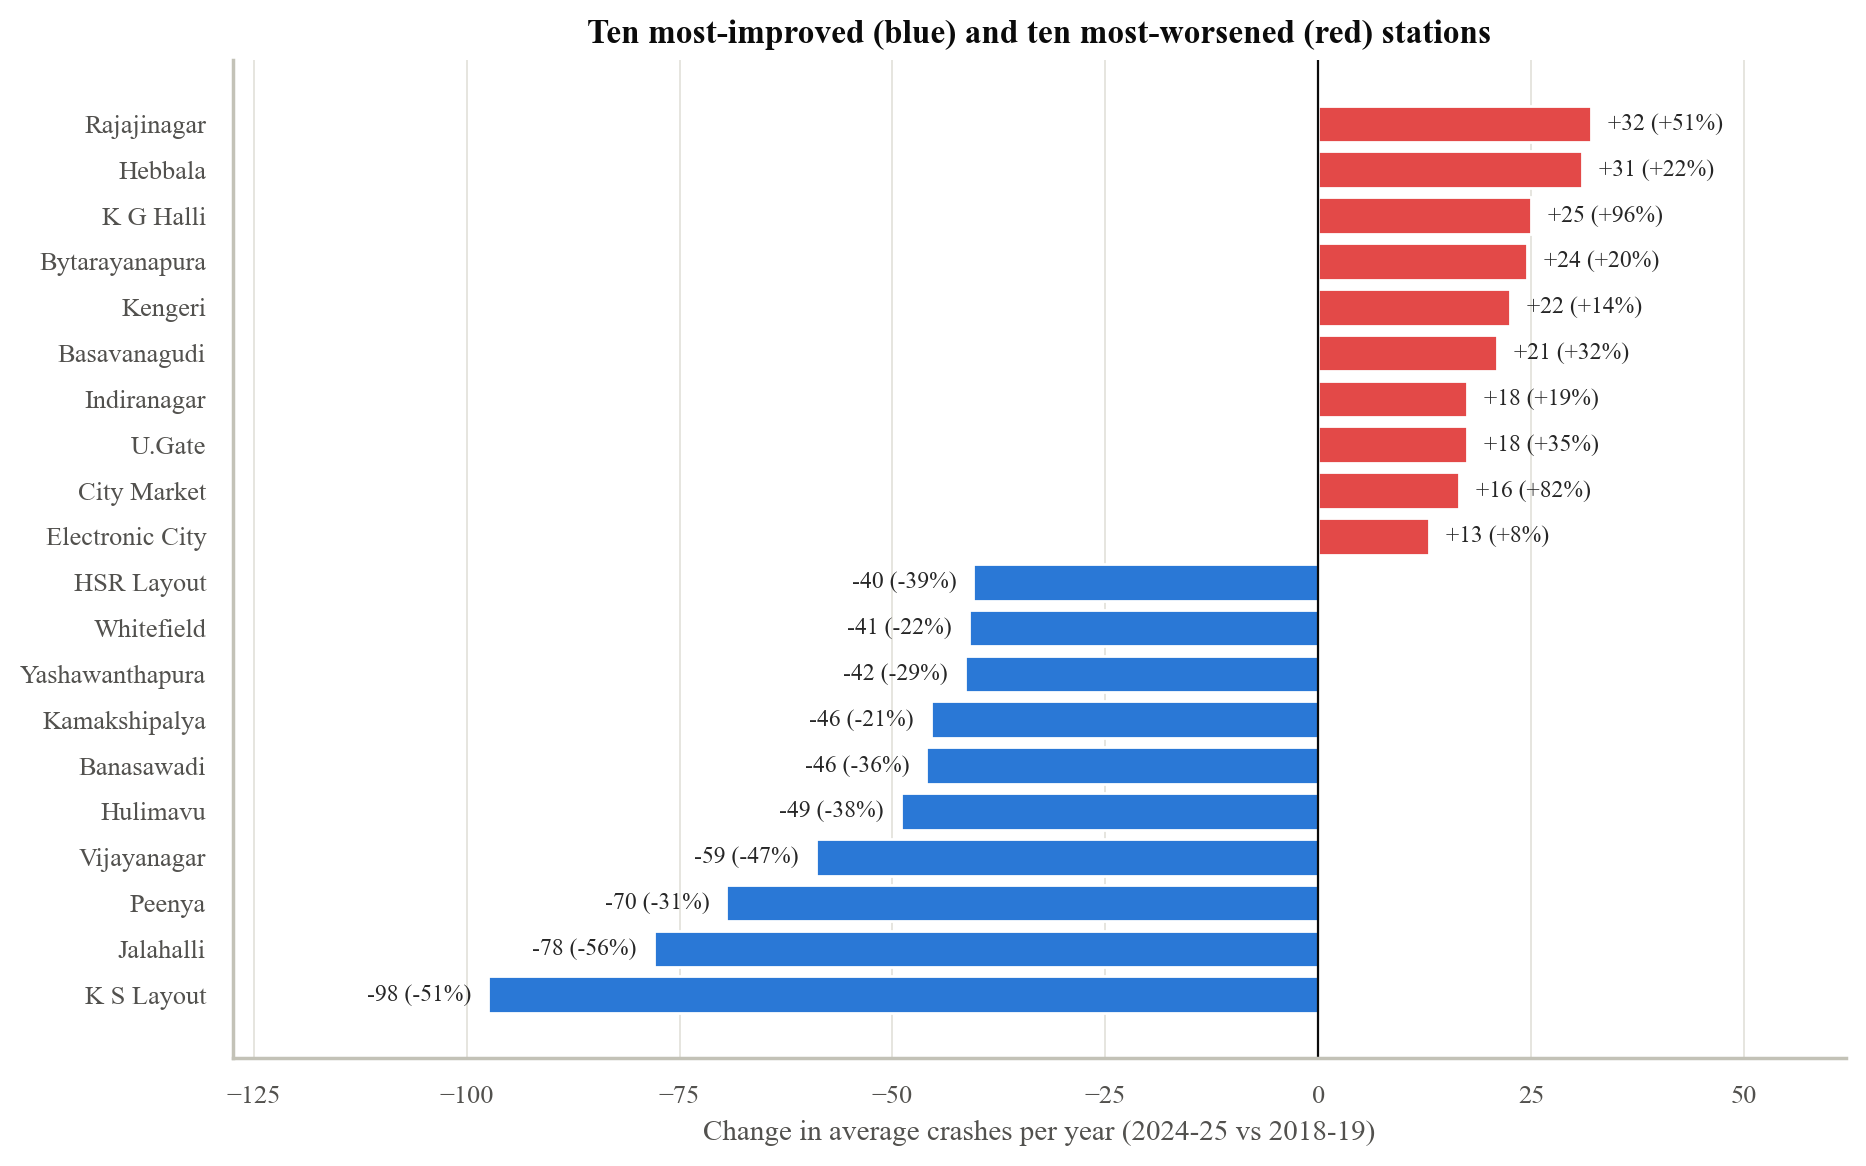 Ten most-improved (blue) and ten most-worsened (red) stations
Rajajinagar +32 (+51%)
Hebbala +31 (+22%)
K G Halli +25 (+96%)
Bytarayanapura +24 (+20%)
Kengeri +22 (+14%)
Basavanagudi +21 (+32%)
Indiranagar +18 (+19%)
U.Gate +18 (+35%)
City Market +16 (+82%)
Electronic City +13 (+8%)
HSR Layout -40 (-39%)
Whitefield -41 (-22%)
Yashawanthapura -42 (-29%)
Kamakshipalya -46 (-21%)
Banasawadi -46 (-36%)
Hulimavu -49 (-38%)
Vijayanagar -59 (-47%)
Peenya -70 (-31%)
Jalahalli -78 (-56%)
K S Layout -98 (-51%)
−125 −100 −75 −50 −25 0 25 50
Change in average crashes per year (2024-25 vs 2018-19)